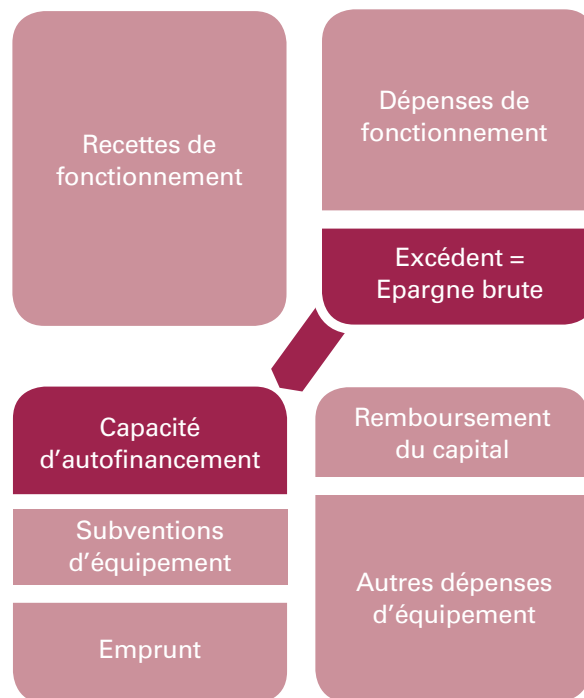 Recettes de
fonctionnement
Dépenses de
fonctionnement
Excédent =
Epargne brute
Capacité
d'autofinancement
Remboursement
du capital
Subventions
d'équipement
Autres dépenses
d'équipement
Emprunt